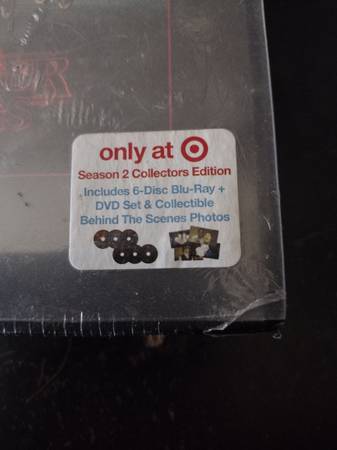 only at
Season 2 Collectors Edition
Includes 6-Disc Blu-Ray +
DVD Set & Collectible
Behind The Scenes Photos